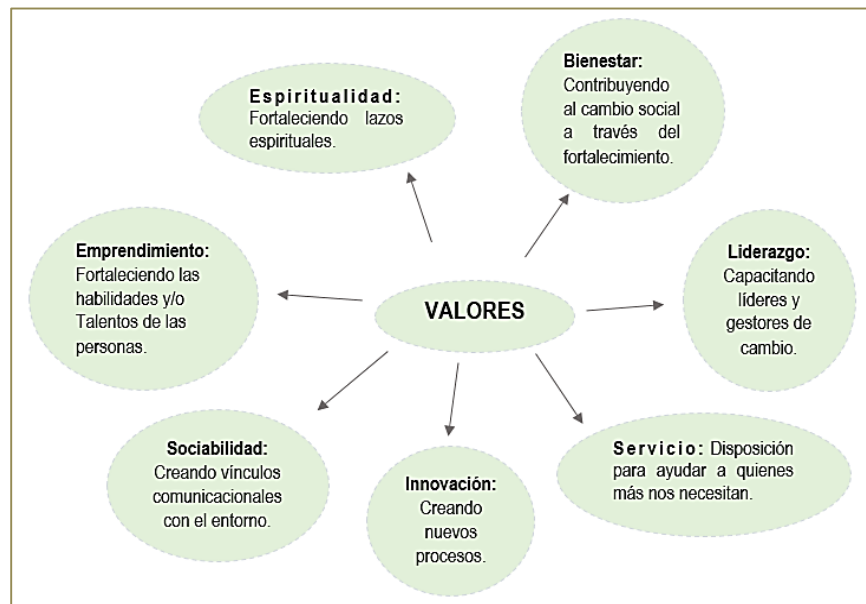 Espiritualidad:
Fortaleciendo lazos
espirituales.
Bienestar:
Contribuyendo
al cambio social
a través del
fortalecimiento.
Emprendimiento:
Fortaleciendo las
habilidades y/o
Talentos de las
personas.
VALORES
Liderazgo:
Capacitando
líderes y
gestores de
cambio.
Sociabilidad:
Creando vínculos
comunicacionales
con el entorno.
Innovación:
Creando
nuevos
procesos.
Servicio: Disposición
para ayudar a quienes
más nos necesitan.